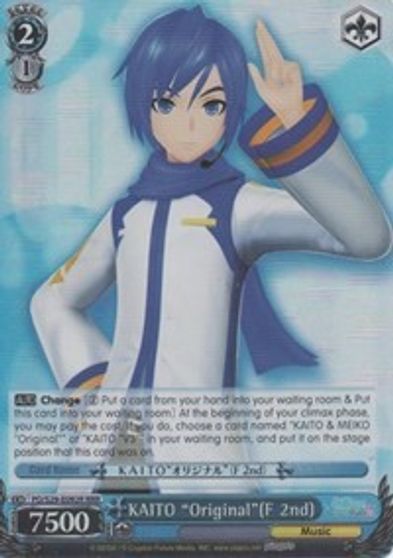 2
1
AUTO Change [② Put a card from your hand into your waiting room & Put
this card into your waiting room] At the beginning of your climax phase,
you may pay the cost. If you do, choose a card named "KAITO & MEIKO
"Original"" or "KAITO "V3"" in your waiting room, and put it on the stage
position that this card was in.
Card Name KAITO"オリジナル"(F 2nd)
7500
KAITO "Original"(F 2nd)
Music